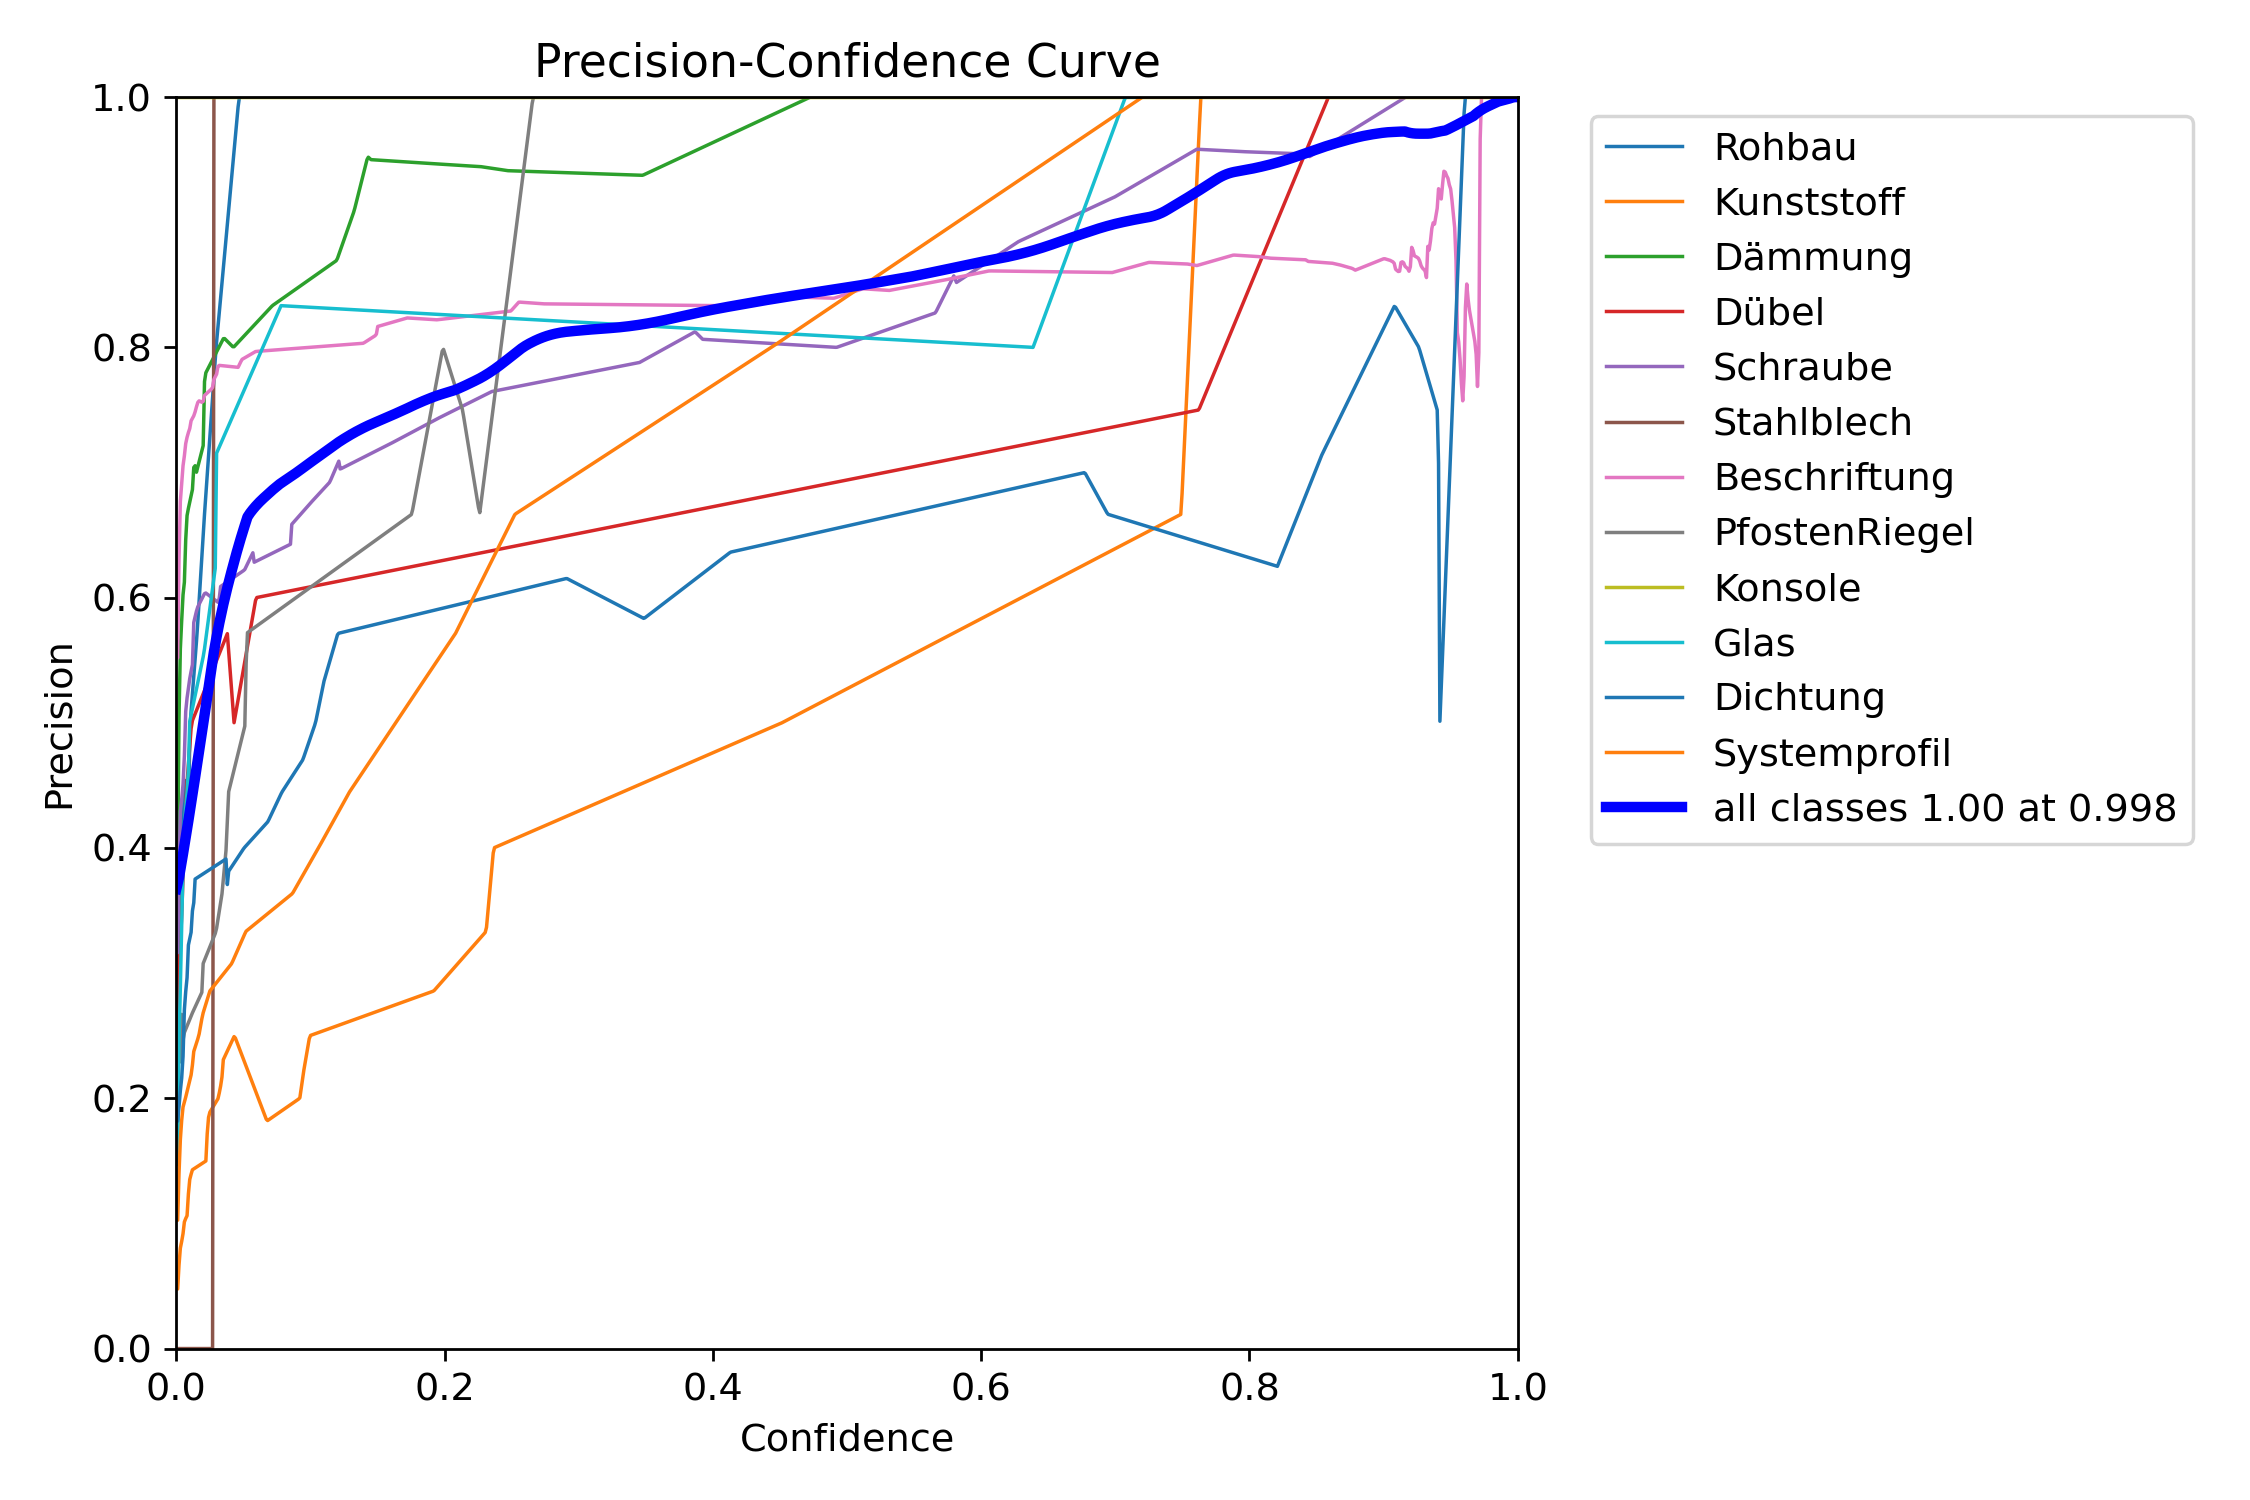 Precision-Confidence Curve
1.0
0.8
0.6
0.4
0.2
0.0
Precision
0.0 0.2 0.4 0.6 0.8 1.0
Confidence
Rohbau
Kunststoff
Dämmung
Dübel
Schraube
Stahlblech
Beschriftung
PfostenRiegel
Konsole
Glas
Dichtung
Systemprofil
all classes 1.00 at 0.998